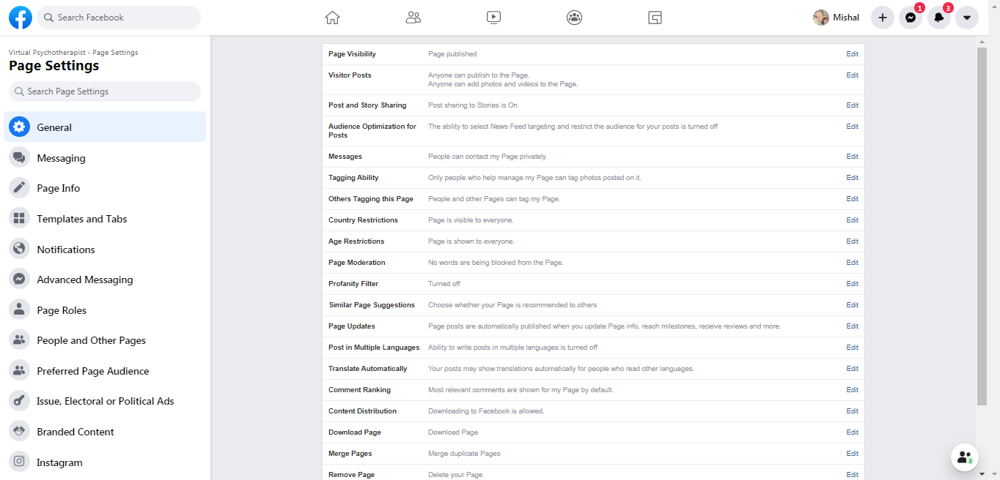 Search Facebook
Mishal
1
3
Virtual Psychotherapist › Page Settings
Page Settings
Search Page Settings
General
Messaging
Page Info
Templates and Tabs
Notifications
Advanced Messaging
Page Roles
People and Other Pages
Preferred Page Audience
Issue, Electoral or Political Ads
Branded Content
Instagram
Page Visibility Page published Edit
Visitor Posts Anyone can publish to the Page. Edit
Anyone can add photos and videos to the Page.
Post and Story Sharing Post sharing to Stories is On Edit
Audience Optimization for The ability to select News Feed targeting and restrict the audience for your posts is turned off Edit
Posts
Messages People can contact my Page privately. Edit
Tagging Ability Only people who help manage my Page can tag photos posted on it. Edit
Others Tagging this Page People and other Pages can tag my Page. Edit
Country Restrictions Page is visible to everyone. Edit
Age Restrictions Page is shown to everyone. Edit
Page Moderation No words are being blocked from the Page. Edit
Profanity Filter Turned off Edit
Similar Page Suggestions Choose whether your Page is recommended to others Edit
Page Updates Page posts are automatically published when you update Page info, reach milestones, receive reviews and more. Edit
Post in Multiple Languages Ability to write posts in multiple languages is turned off Edit
Translate Automatically Your posts may show translations automatically for people who read other languages. Edit
Comment Ranking Most relevant comments are shown for my Page by default. Edit
Content Distribution Downloading to Facebook is allowed. Edit
Download Page Download Page Edit
Merge Pages Merge duplicate Pages Edit
Remove Page Delete your Page Edit
3